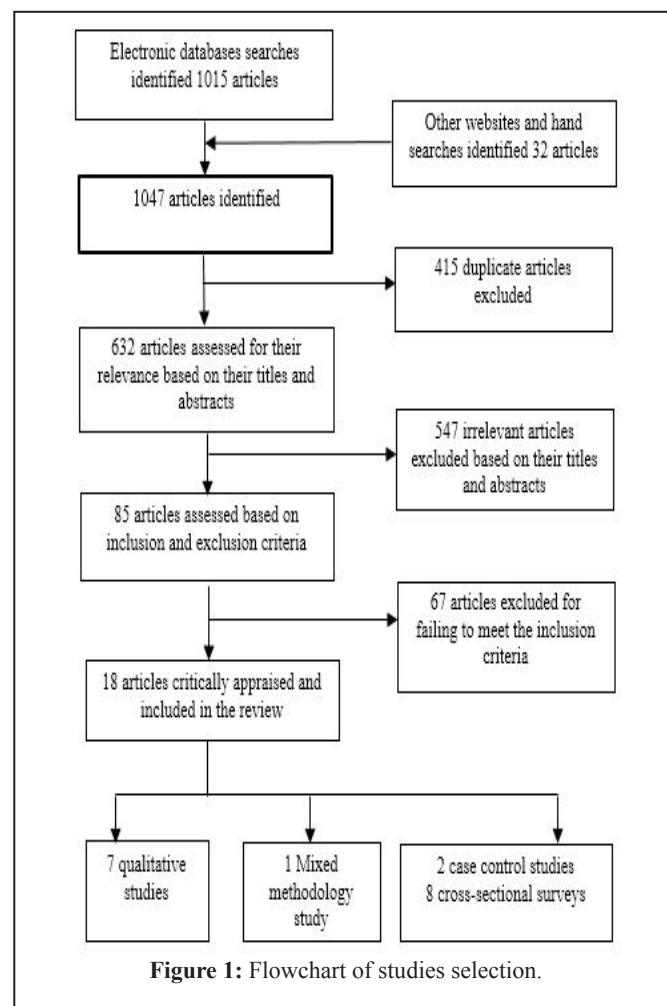 Electronic databases searches
identified 1015 articles
Other websites and hand
searches identified 32 articles
1047 articles identified
415 duplicate articles
excluded
632 articles assessed for their
relevance based on their titles and
abstracts
547 irrelevant articles
excluded based on their titles
and abstracts
85 articles assessed based on
inclusion and exclusion criteria
67 articles excluded for
failing to meet the inclusion
criteria
18 articles critically appraised and
included in the review
7 qualitative
studies
1 Mixed
methodology
study
2 case control studies
8 cross-sectional surveys
Figure 1: Flowchart of studies selection.